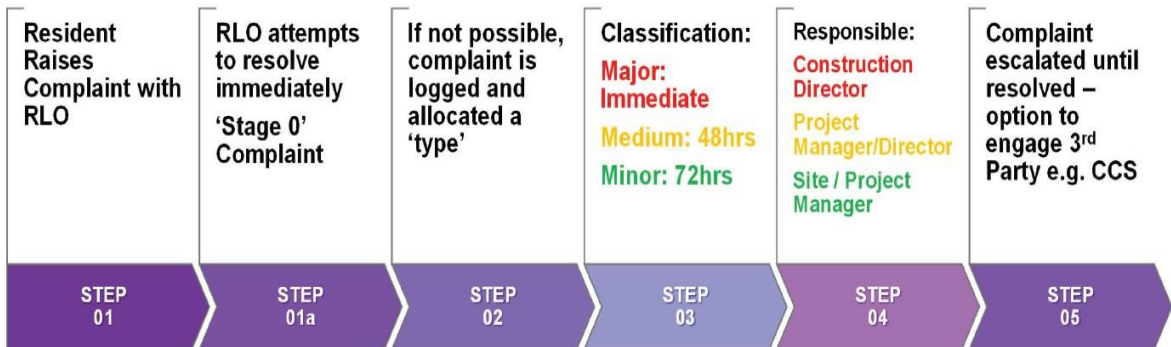 Resident
Raises
Complaint with
RLO
RLO attempts
to resolve
immediately
‘Stage 0’
Complaint
If not possible,
complaint is
logged and
allocated a
‘type’
Classification:
Major:
Immediate
Medium: 48hrs
Minor: 72hrs
Responsible:
Construction
Director
Project
Manager/Director
Site / Project
Manager
Complaint
escalated until
resolved –
option to
engage 3rd
Party e.g. CCS
STEP
01
STEP
01a
STEP
02
STEP
03
STEP
04
STEP
05